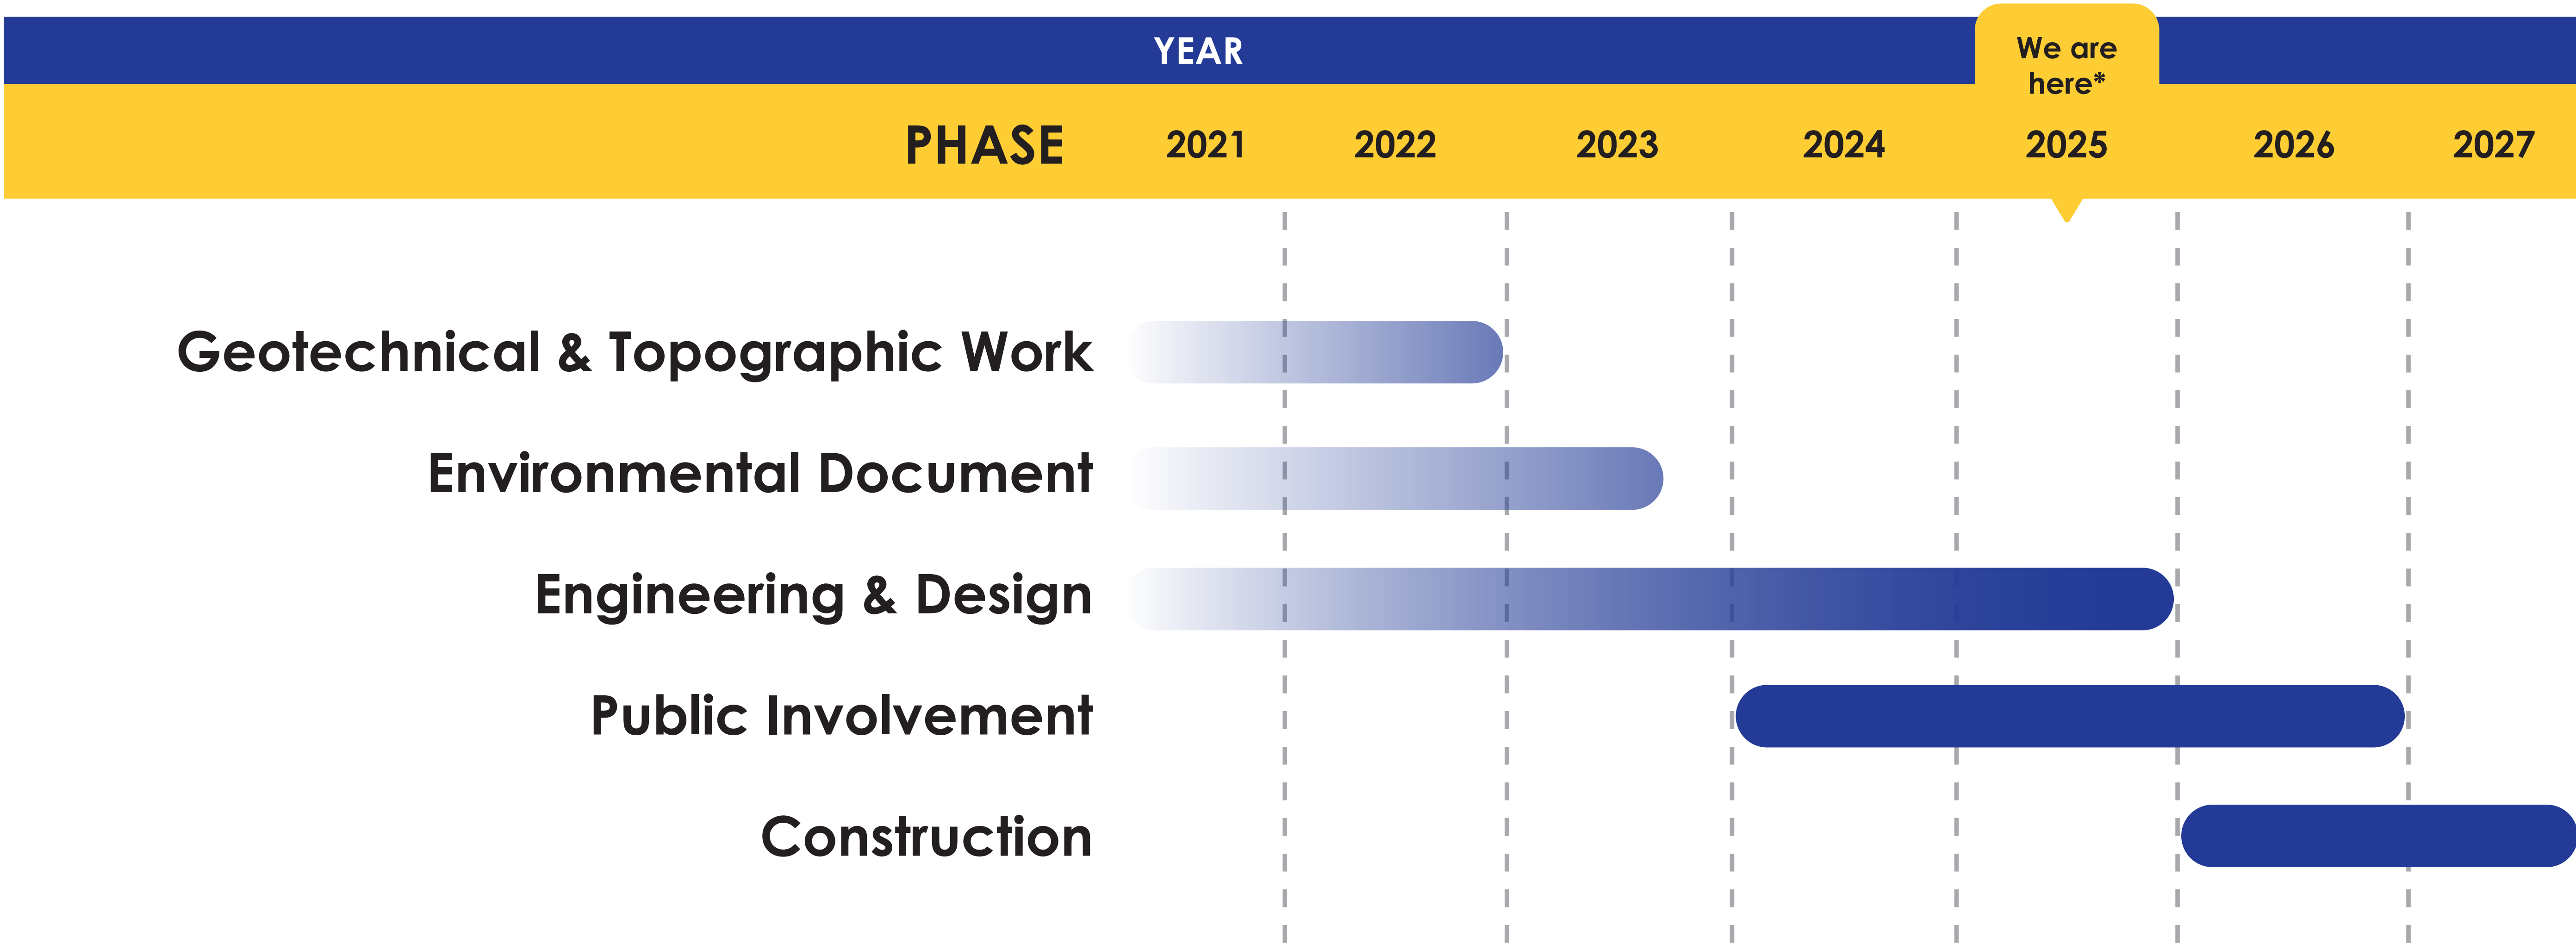 YEAR
We are
here*
PHASE 2021 2022 2023 2024 2025 2026 2027
Geotechnical & Topographic Work
Environmental Document
Engineering & Design
Public Involvement
Construction